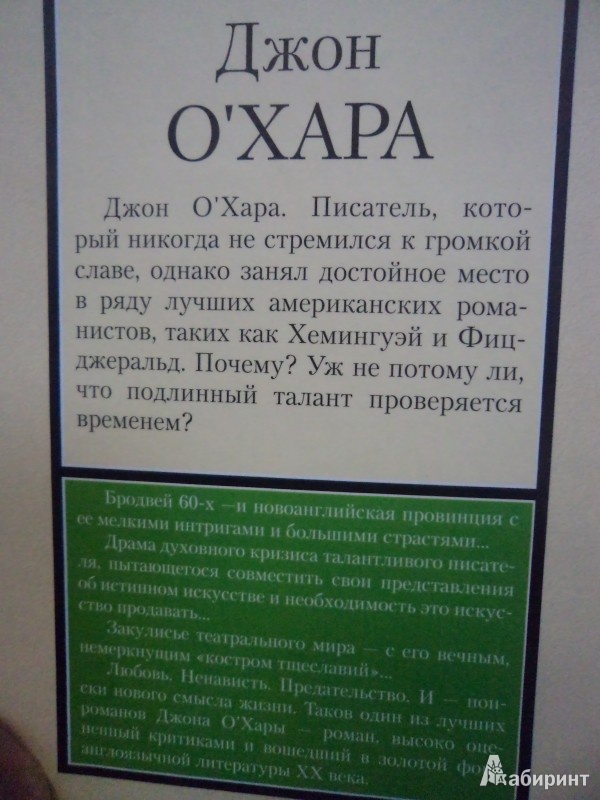 Джон
О'ХАРА
Джон О'Хара. Писатель, кото-
рый никогда не стремился к громкой
славе, однако занял достойное место
в ряду лучших американских рома-
нистов, таких как Хемингуэй и Фиц-
джеральд. Почему? Уж не потому ли,
что подлинный талант проверяется
временем?
Бродвей 60-х —и новоанглийская провинция с
ее мелкими интригами и большими страстями...
Драма духовного кризиса талантливого писате-
ля, пытающегося совместить свои представления
об истинном искусстве и необходимость это искус-
ство продавать...
Закулисье театрального мира — с его вечным,
немеркнущим «костром тщеславий»...
Любовь. Ненависть. Предательство. И — пои-
ски нового смысла жизни. Таков один из лучших
романов Джона О'Хары — роман, высоко оце-
ненный критиками и вошедший в золотой фонд
англоязычной литературы XX века.
Лабиринт